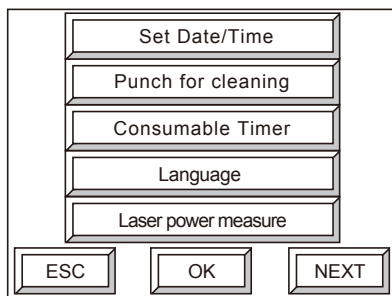 Set Date/Time
Punch for cleaning
Consumable Timer
Language
Laser power measure
ESC OK NEXT